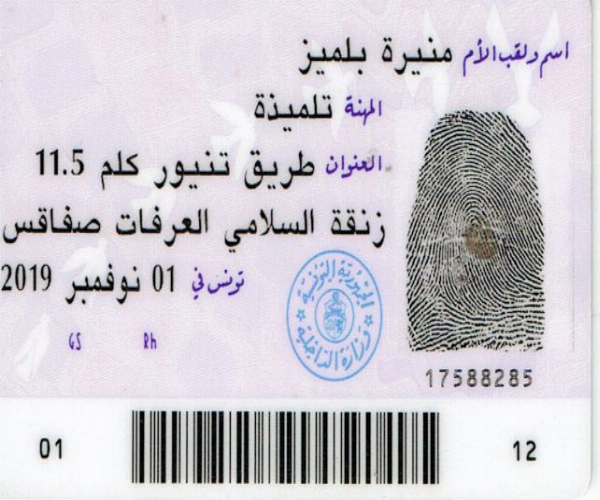 اسم ولقب الأم منيرة بلميز
المهنة تلميذة
العنوان طريق تنيور كلم 11.5
زنقة السلامي العرفات صفاقس
تونس في 01 نوفمبر 2019
GS Rh
الجمهورية التونسية
وزارة الداخلية
17588285
01 12